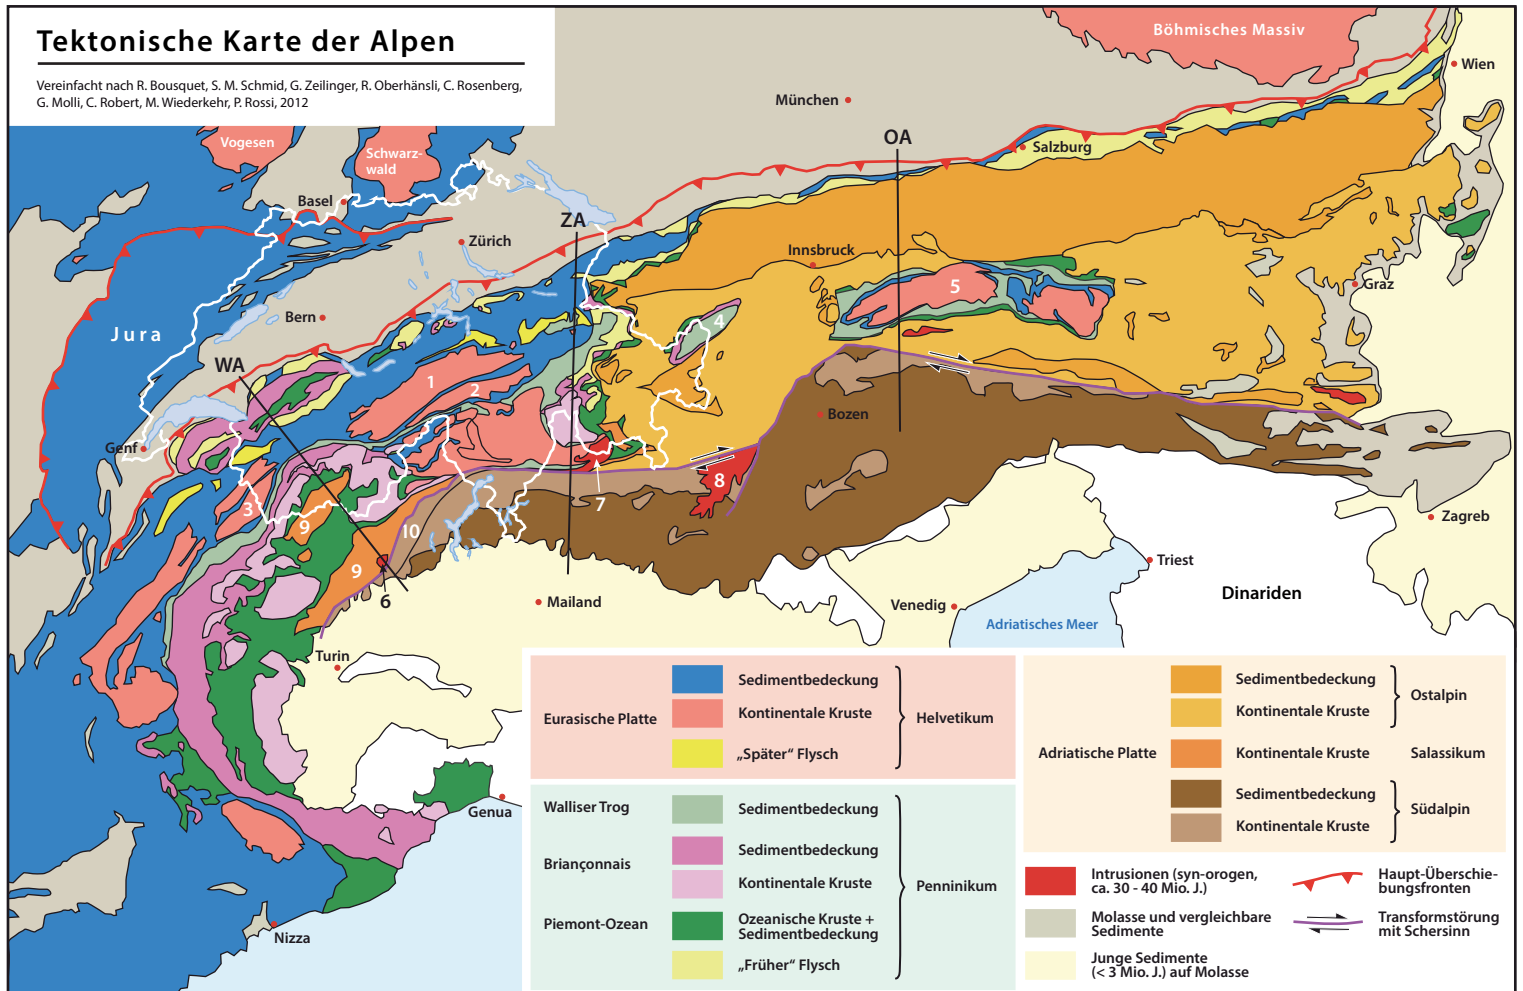 Tektonische Karte der Alpen
Vereinfacht nach R. Bousquet, S. M. Schmid, G. Zeilinger, R. Oberhänsli, C. Rosenberg,
G. Molli, C. Robert, M. Wiederkehr, P. Rossi, 2012
Böhmisches Massiv
Wien
München
OA
Salzburg
Vogesen
Schwarz-
wald
Basel
ZA
Zürich
Innsbruck
5
Graz
Bern
Jura
4
WA
1
2
Bozen
Genf
8
7
3
9
10
Zagreb
9
6
Triest
Mailand
Venedig
Dinariden
Adriatisches Meer
Turin
Genua
Nizza
Eurasische Platte
Sedimentbedeckung
Kontinentale Kruste
„Später“ Flysch
Helvetikum
Walliser Trog
Sedimentbedeckung
Briançonnais
Sedimentbedeckung
Kontinentale Kruste
Piemont-Ozean
Ozeanische Kruste +
Sedimentbedeckung
„Früher“ Flysch
Penninikum
Adriatische Platte
Sedimentbedeckung
Kontinentale Kruste
Ostalpin
Kontinentale Kruste
Salassikum
Sedimentbedeckung
Kontinentale Kruste
Südalpin
Intrusionen (syn-orogen,
ca. 30 - 40 Mio. J.)
Molasse und vergleichbare
Sedimente
Junge Sedimente
(< 3 Mio. J.) auf Molasse
Haupt-Überschie-
bungsfronten
Transformstörung
mit Schersinn